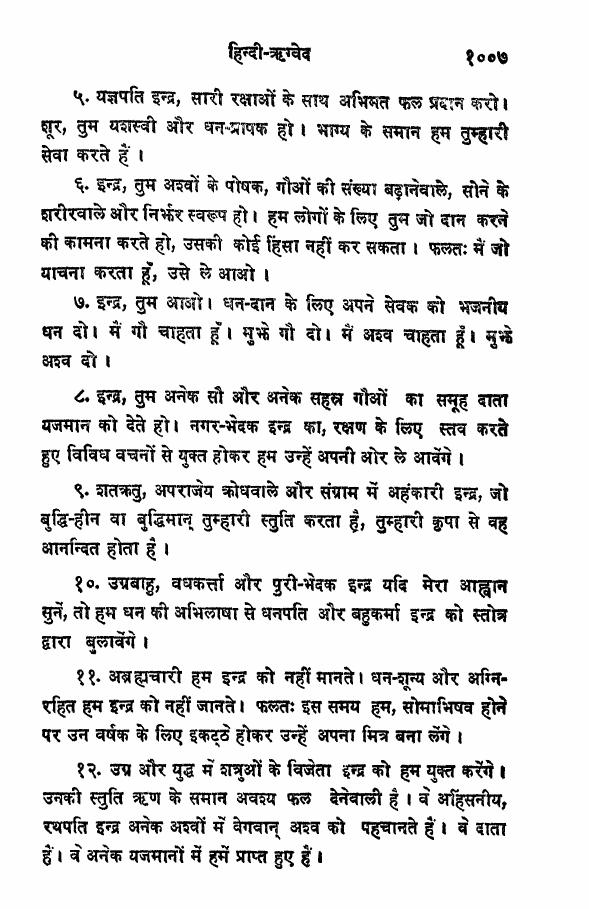 हिन्दी-ऋग्वेद १००७
५. यज्ञपति इन्द्र, सारी रक्षाओं के साथ अभिमत फल प्रदान करो।
शूर, तुम यशस्वी और धन-प्रापक हो। भाग्य के समान हम तुम्हारी
सेवा करते हैं।
६. इन्द्र, तुम अश्वों के पोषक, गौओं की संख्या बढ़ानेवाले, सोने के
शरीरवाले और निर्झर स्वरूप हो। हम लोगों के लिए तुम जो दान करने
की कामना करते हो, उसकी कोई हिंसा नहीं कर सकता। फलतः मैं जो
याचना करता हूँ, उसे ले आओ।
७. इन्द्र, तुम आओ। धन-दान के लिए अपने सेवक को भजनीय
धन दो। मैं गौ चाहता हूँ। मुझे गौ दो। मैं अश्व चाहता हूँ। मुझे
अश्व दो।
८. इन्द्र, तुम अनेक सौ और अनेक सहस्र गौओं का समूह दाता
यजमान को देते हो। नगर-भेदक इन्द्र का, रक्षण के लिए स्तव करते
हुए विविध वचनों से युक्त होकर हम उन्हें अपनी ओर ले आवेंगे।
९. शतक्रतु, अपराजेय क्रोधवाले और संग्राम में अहंकारी इन्द्र, जो
बुद्धि-हीन वा बुद्धिमान् तुम्हारी स्तुति करता है, तुम्हारी कृपा से वह
आनन्दित होता है।
१०. उग्रबाहु, वधकर्त्ता और पुरी-भेदक इन्द्र यदि मेरा आह्वान
सुनें, तो हम धन की अभिलाषा से धनपति और बहुकर्मा इन्द्र को स्तोत्र
द्वारा बुलावेंगे।
११. अब्रह्मचारी हम इन्द्र को नहीं मानते। धन-शून्य और अग्नि-
रहित हम इन्द्र को नहीं जानते। फलतः इस समय हम, सोमाभिषव होने
पर उन वर्षक के लिए इकट्ठे होकर उन्हें अपना मित्र बना लेंगे।
१२. उग्र और युद्ध में शत्रुओं के विजेता इन्द्र को हम युक्त करेंगे।
उनकी स्तुति ऋण के समान अवश्य फल देनेवाली है। वे अहिंसनीय,
रथपति इन्द्र अनेक अश्वों में वेगवान् अश्व को पहचानते हैं। वे दाता
हैं। वे अनेक यजमानों में हमें प्राप्त हुए हैं।